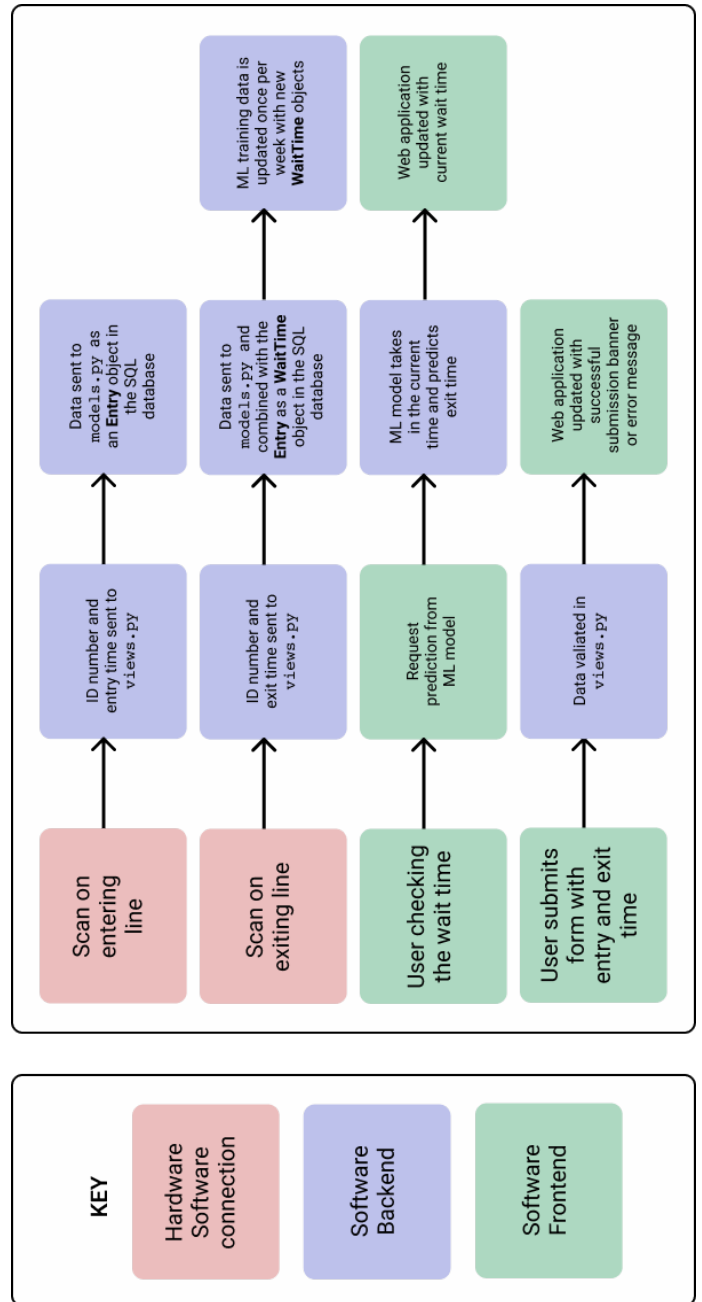 KEY
Hardware
Software
connection
Software
Backend
Software
Frontend
Scan on
entering
line
ID number and
entry time sent to
views.py
Data sent to
models.py as
an Entry object in
the SQL
database
Scan on
exiting line
ID number and
exit time sent to
views.py
Data sent to
models.py and
combined with the
Entry as a WaitTime
object in the SQL
database
ML training data is
updated once per
week with new
WaitTime objects
User checking
the wait time
Request
prediction from
ML model
ML model takes
in the current
time and predicts
exit time
Web application
updated with
current wait time
User submits
form with
entry and exit
time
Data valiated in
views.py
Web application
updated with
successful
submission banner
or error message